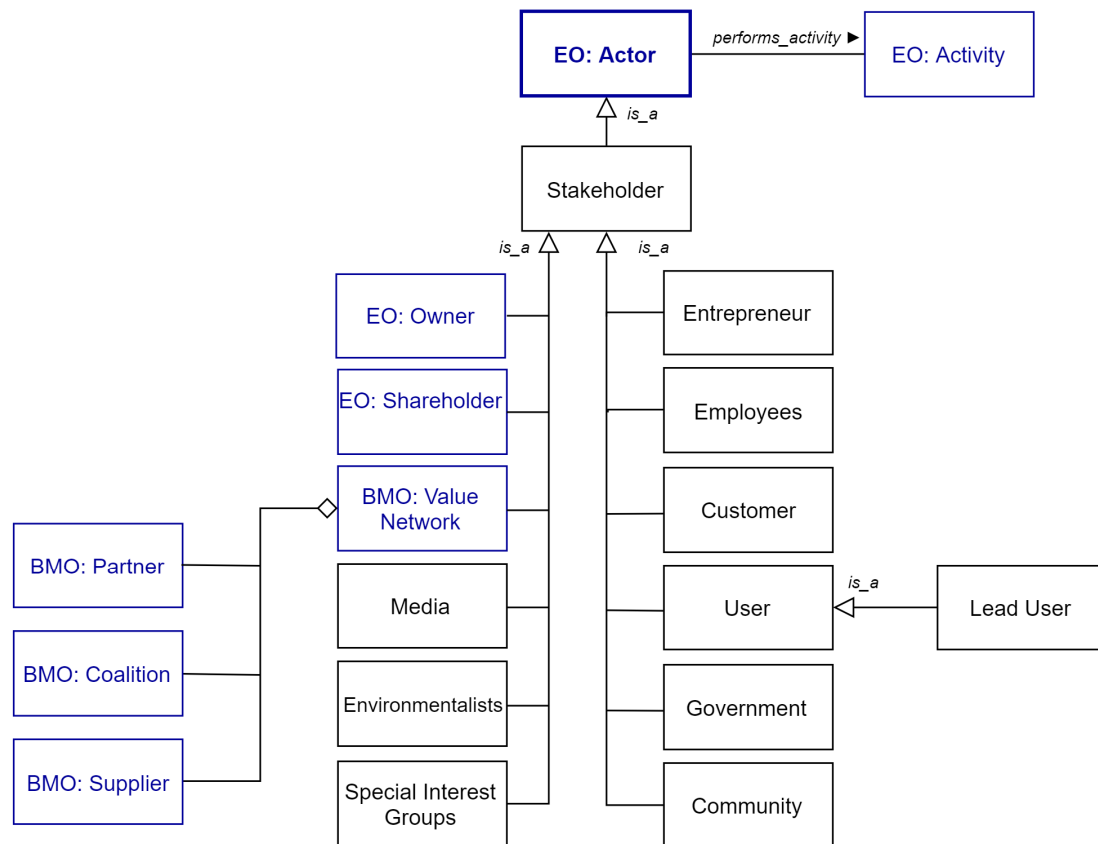 EO: Actor
performs_activity ►
EO: Activity
is_a
Stakeholder
is_a
is_a
EO: Owner
Entrepreneur
EO: Shareholder
Employees
BMO: Value
Network
Customer
BMO: Partner
Media
User
is_a
Lead User
BMO: Coalition
Environmentalists
Government
BMO: Supplier
Special Interest
Groups
Community